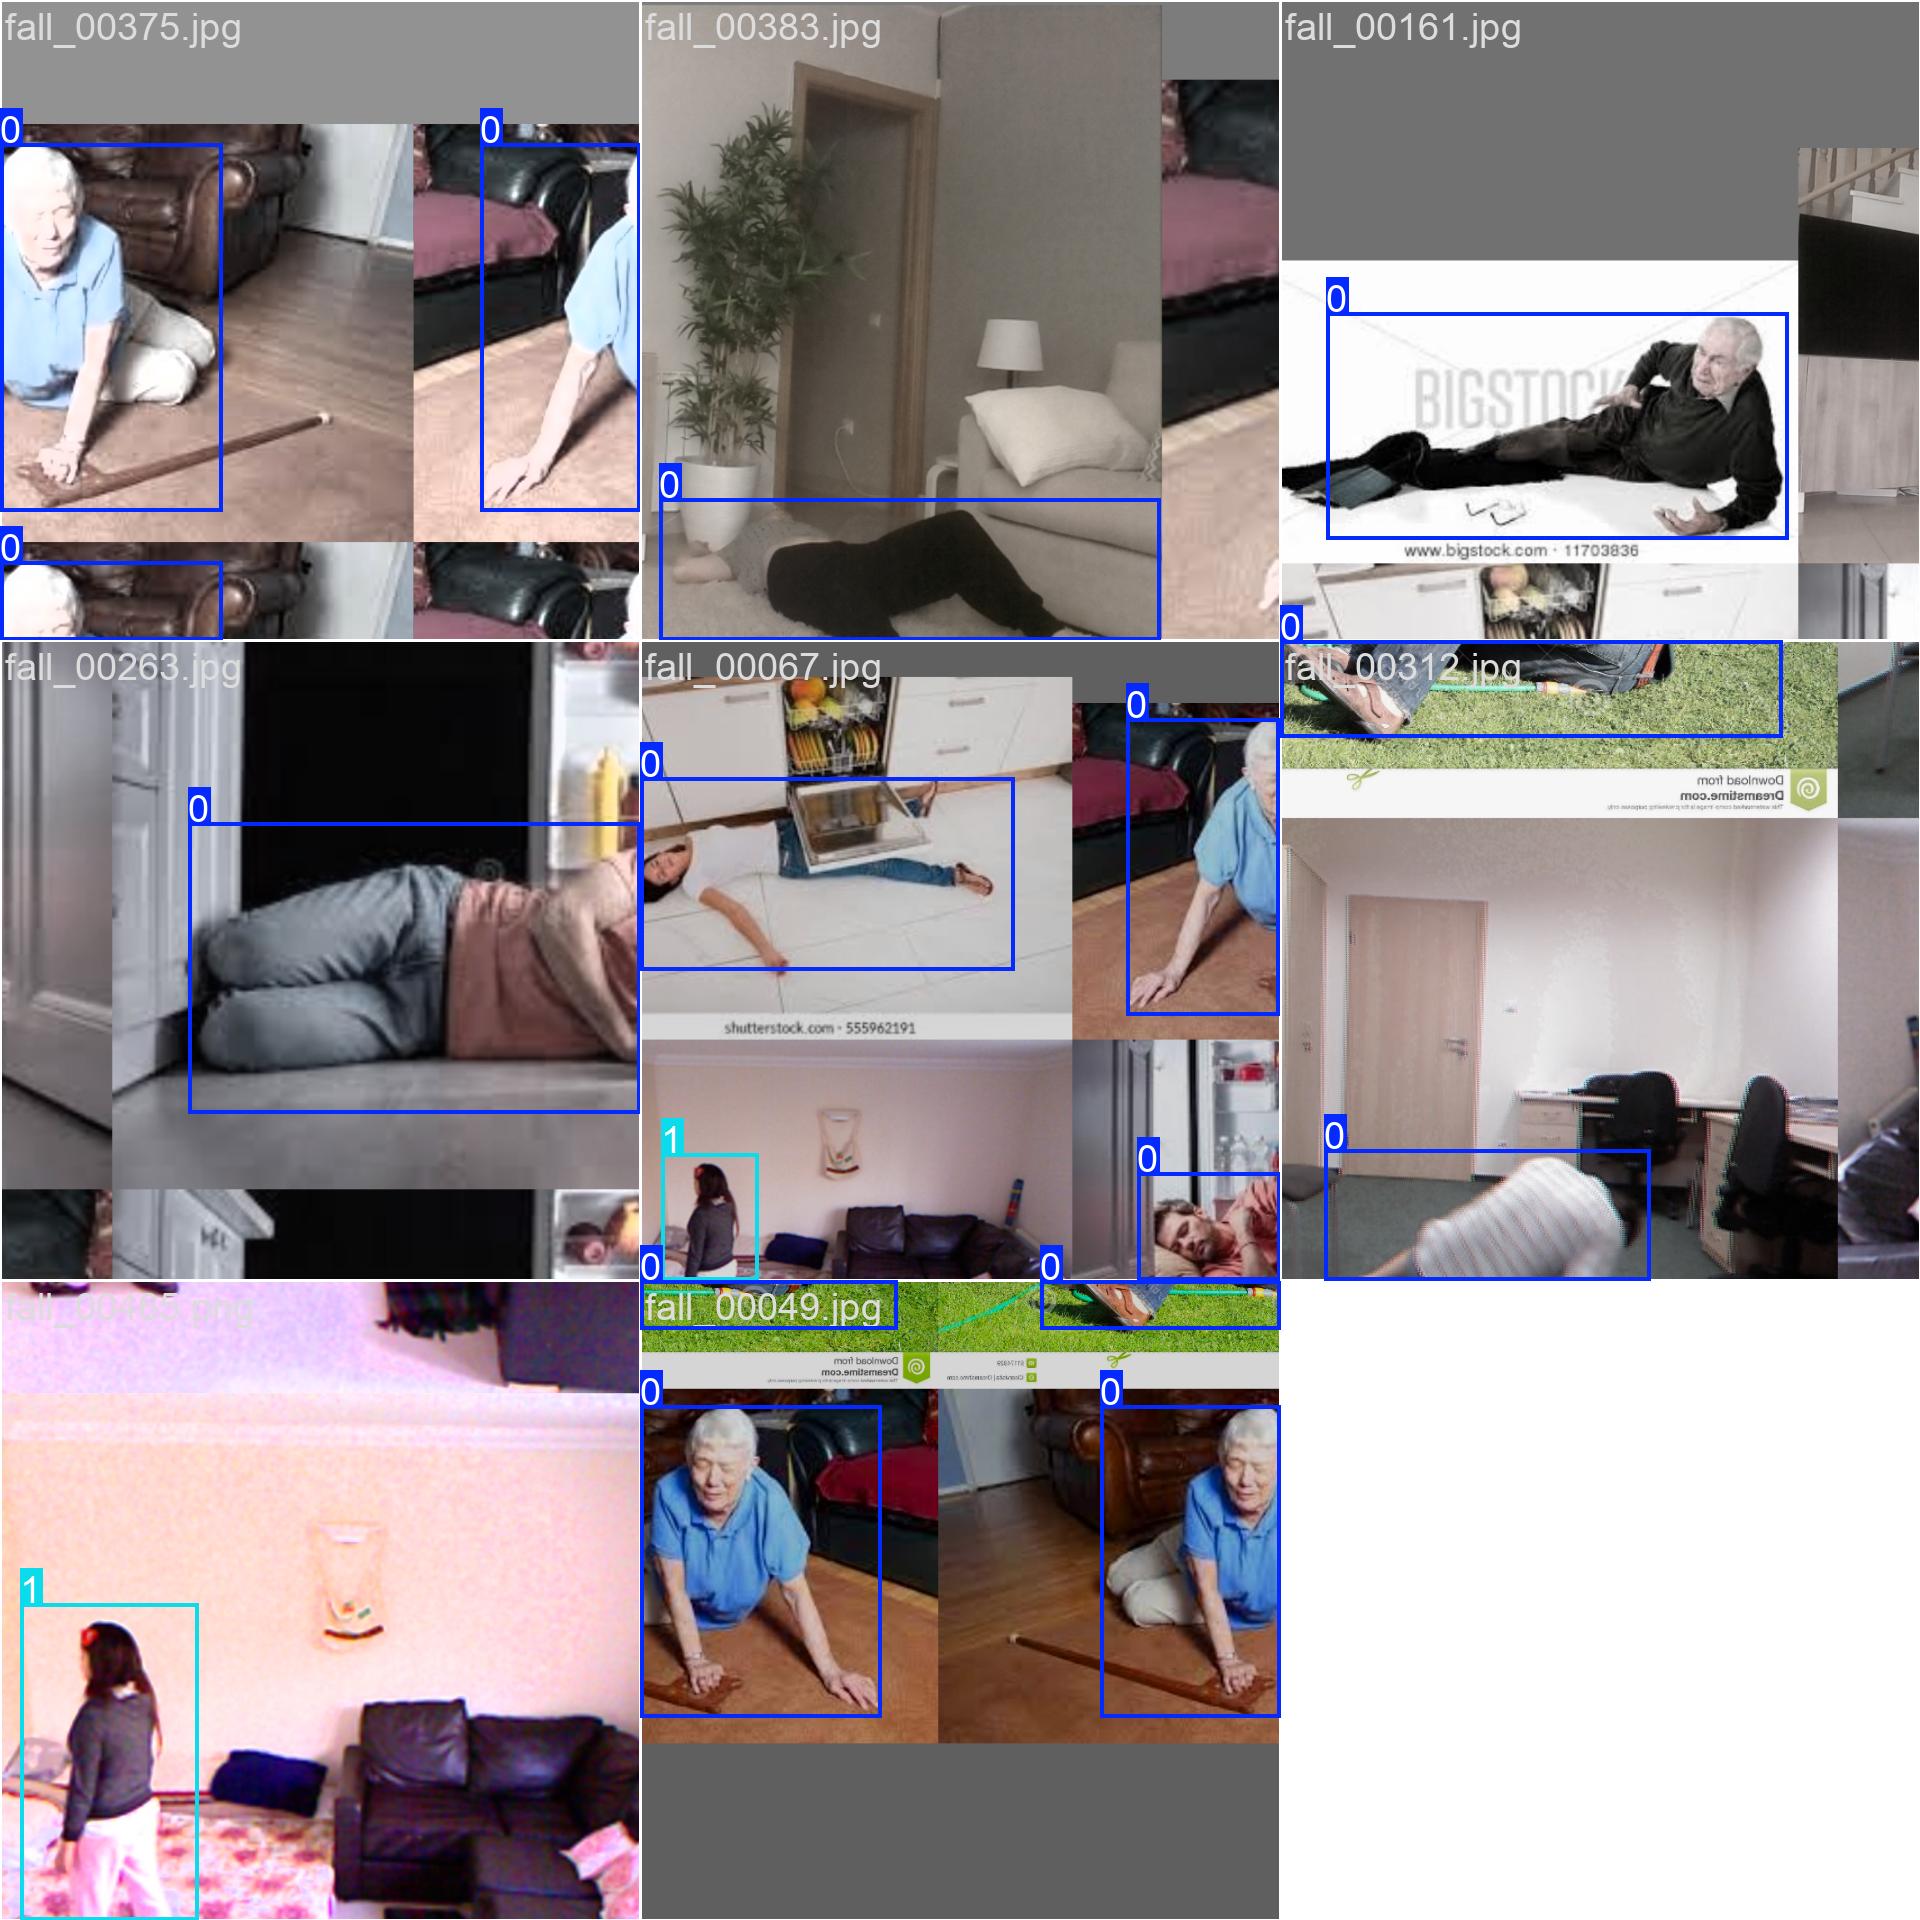 fall_00375.jpg
fall_00383.jpg
fall_00161.jpg
0
0
0
0
0
0
BIGSTOCK
www.bigstock.com · 11703836
0
fall_00263.jpg
fall_00067.jpg
fall_00312.jpg
0
0
0
Download from
Dreamstime.com
shutterstock.com · 555962191
1
0
0
0
0
fall_00465.png
fall_00049.jpg
Download from
Dreamstime.com
0
0
1